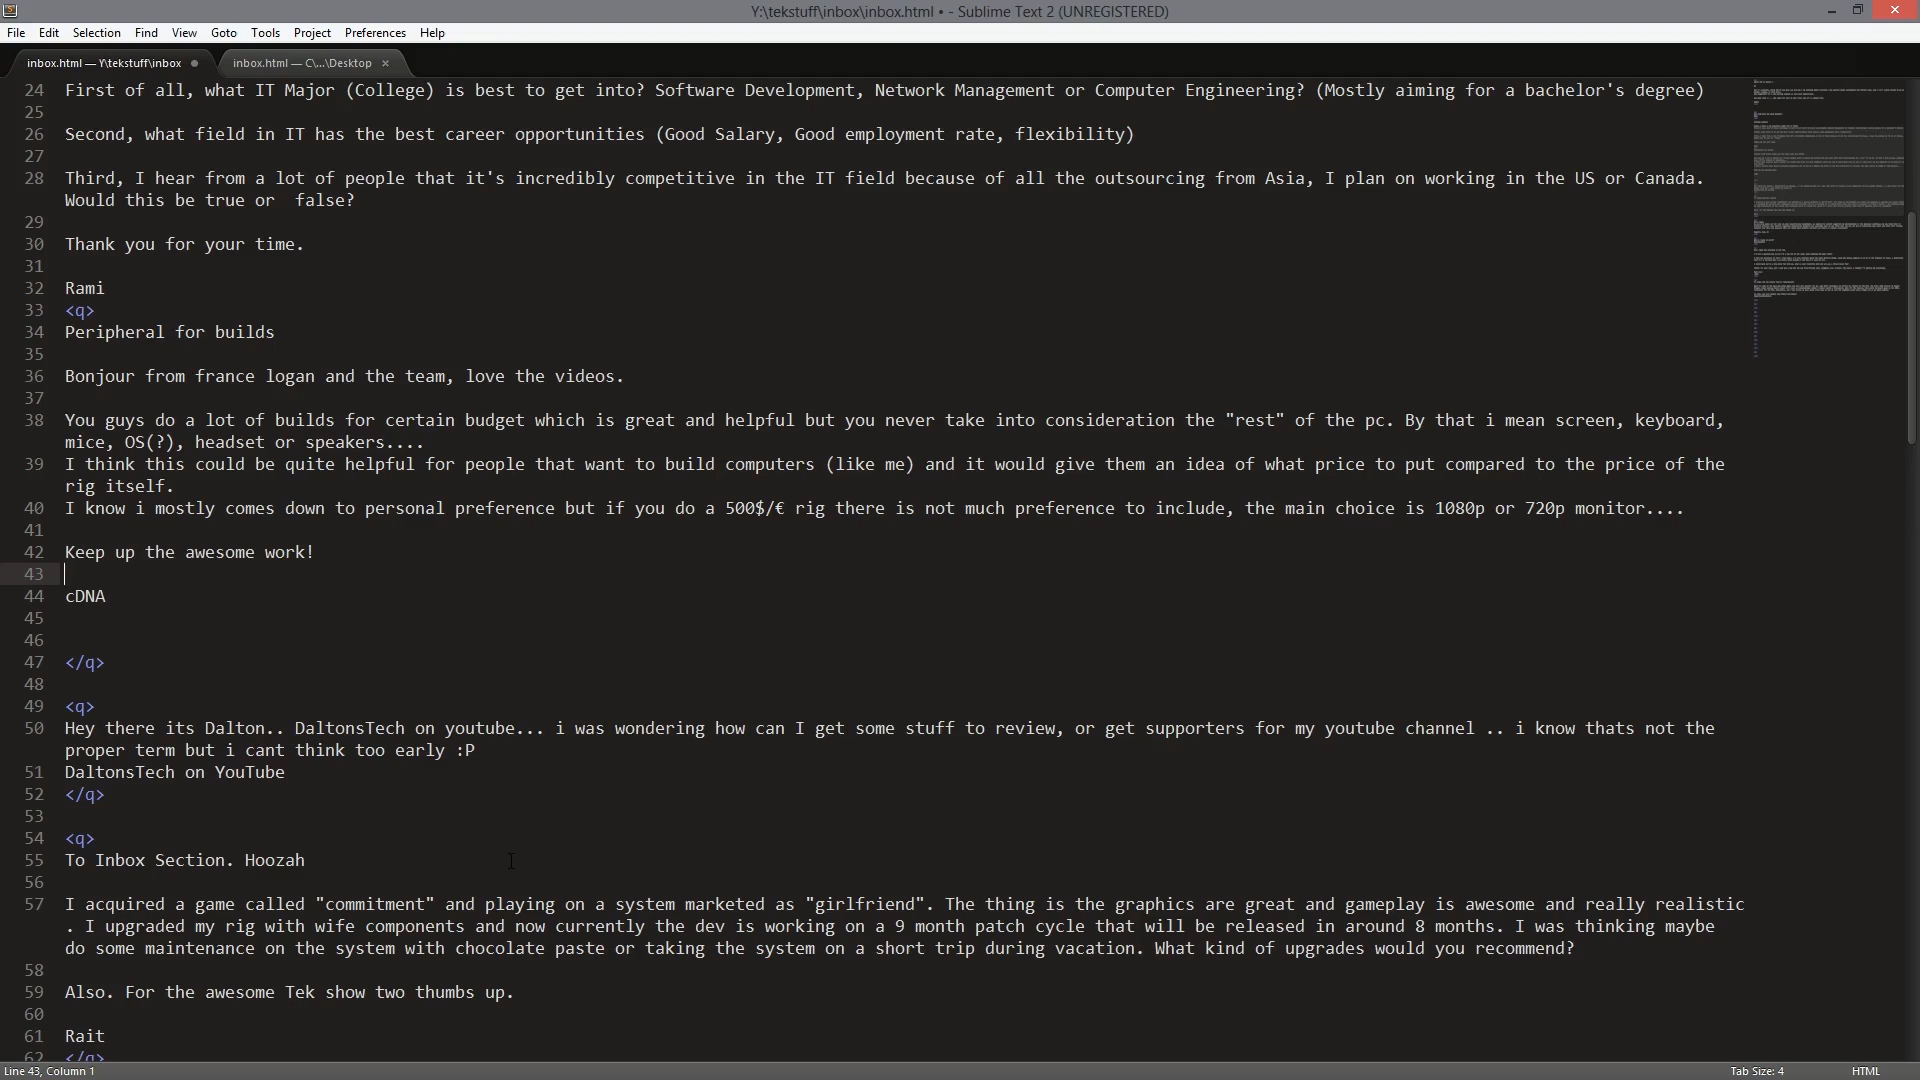 Y:\tekstuff\inbox\inbox.html • - Sublime Text 2 (UNREGISTERED)
File Edit Selection Find View Goto Tools Project Preferences Help
inbox.html — Y:\tekstuff\inbox inbox.html — C:\...\Desktop
24 First of all, what IT Major (College) is best to get into? Software Development, Network Management or Computer Engineering? (Mostly aiming for a bachelor's degree)
25
26 Second, what field in IT has the best career opportunities (Good Salary, Good employment rate, flexibility)
27
28 Third, I hear from a lot of people that it's incredibly competitive in the IT field because of all the outsourcing from Asia, I plan on working in the US or Canada.
Would this be true or  false?
29
30 Thank you for your time.
31
32 Rami
33 <q>
34 Peripheral for builds
35
36 Bonjour from france logan and the team, love the videos.
37
38 You guys do a lot of builds for certain budget which is great and helpful but you never take into consideration the "rest" of the pc. By that i mean screen, keyboard,
mice, OS(?), headset or speakers....
39 I think this could be quite helpful for people that want to build computers (like me) and it would give them an idea of what price to put compared to the price of the
rig itself.
40 I know i mostly comes down to personal preference but if you do a 500$/€ rig there is not much preference to include, the main choice is 1080p or 720p monitor....
41
42 Keep up the awesome work!
43
44 cDNA
45
46
47 </q>
48
49 <q>
50 Hey there its Dalton.. DaltonsTech on youtube... i was wondering how can I get some stuff to review, or get supporters for my youtube channel .. i know thats not the
proper term but i cant think too early :P
51 DaltonsTech on YouTube
52 </q>
53
54 <q>
55 To Inbox Section. Hoozah
56
57 I acquired a game called "commitment" and playing on a system marketed as "girlfriend". The thing is the graphics are great and gameplay is awesome and really realistic
. I upgraded my rig with wife components and now currently the dev is working on a 9 month patch cycle that will be released in around 8 months. I was thinking maybe
do some maintenance on the system with chocolate paste or taking the system on a short trip during vacation. What kind of upgrades would you recommend?
58
59 Also. For the awesome Tek show two thumbs up.
60
61 Rait
62 </q>
Line 43, Column 1 Tab Size: 4 HTML